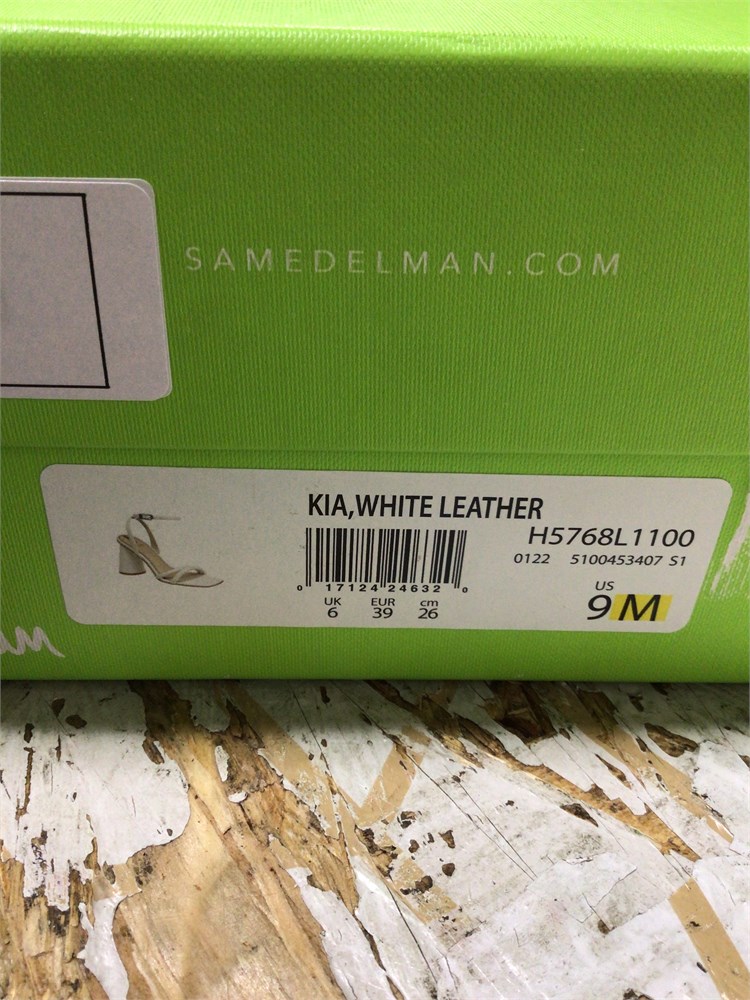 SAMEDELMAN.COM
KIA,WHITE LEATHER
H5768L1100
0122 5100453407 S1
0 17124 24632 0
UK EUR cm
6 39 26
US
9 M